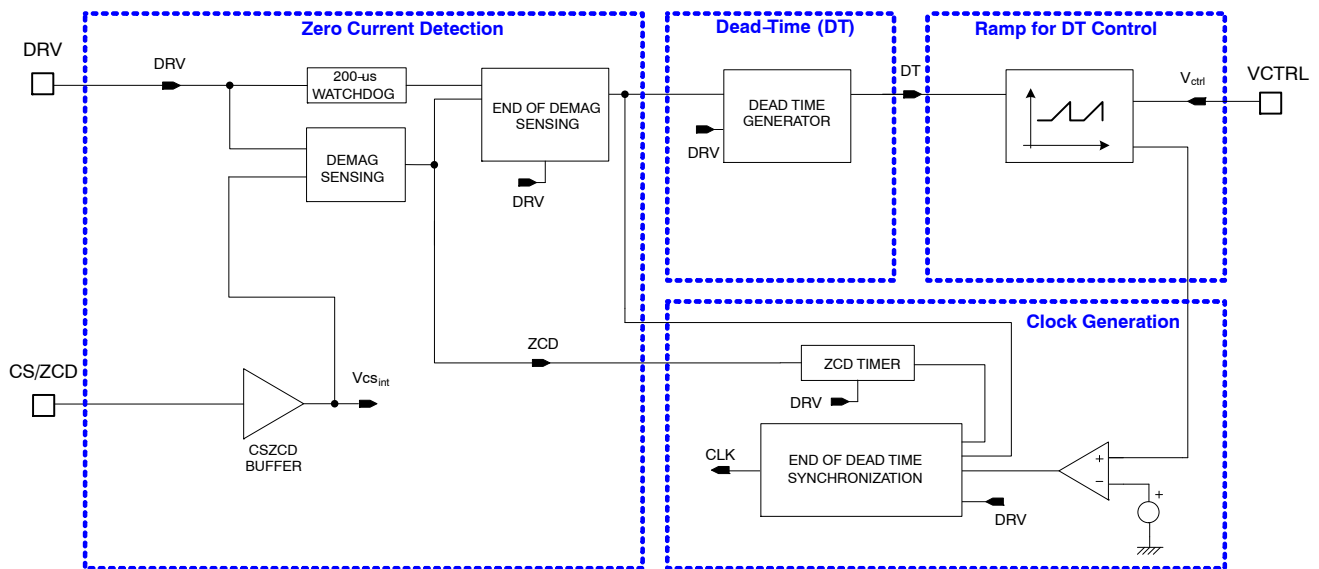 Zero Current Detection
Dead-Time (DT)
Ramp for DT Control
DRV
DRV
200-us
WATCHDOG
END OF DEMAG
SENSING
DRV
DEMAG
SENSING
DEAD TIME
GENERATOR
DRV
DT
Vctrl
VCTRL
Clock Generation
CS/ZCD
Vcsint
CSZCD
BUFFER
ZCD
ZCD TIMER
DRV
CLK
END OF DEAD TIME
SYNCHRONIZATION
DRV
+
−
+